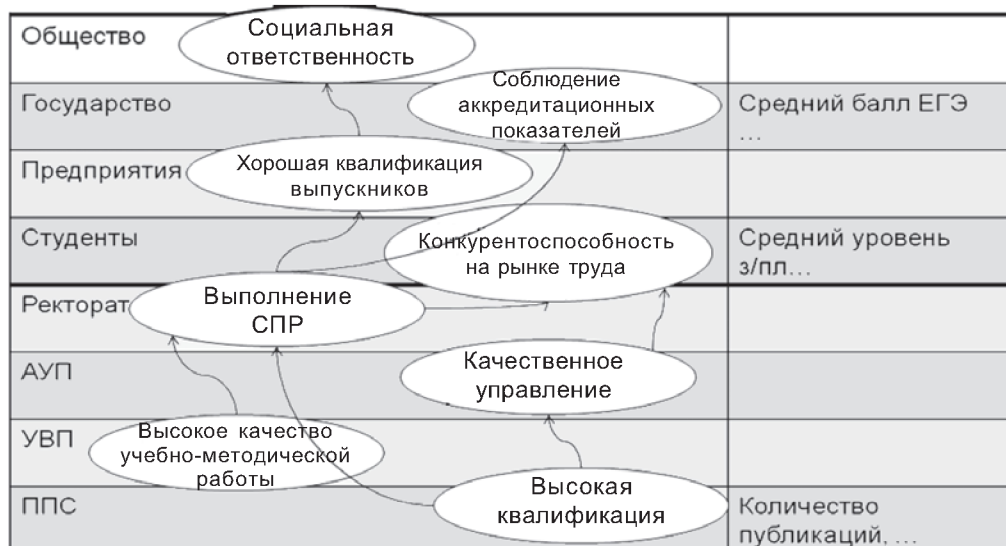 Общество
Социальная
ответственность
Государство
Соблюдение
аккредитационных
показателей
Средний балл ЕГЭ
...
Предприятия
Хорошая квалификация
выпускников
Студенты
Конкурентоспособность
на рынке труда
Средний уровень
з/пл...
Ректорат
Выполнение
СПР
АУП
Качественное
управление
УВП
Высокое качество
учебно-методической
работы
ППС
Высокая
квалификация
Количество
публикаций, ...